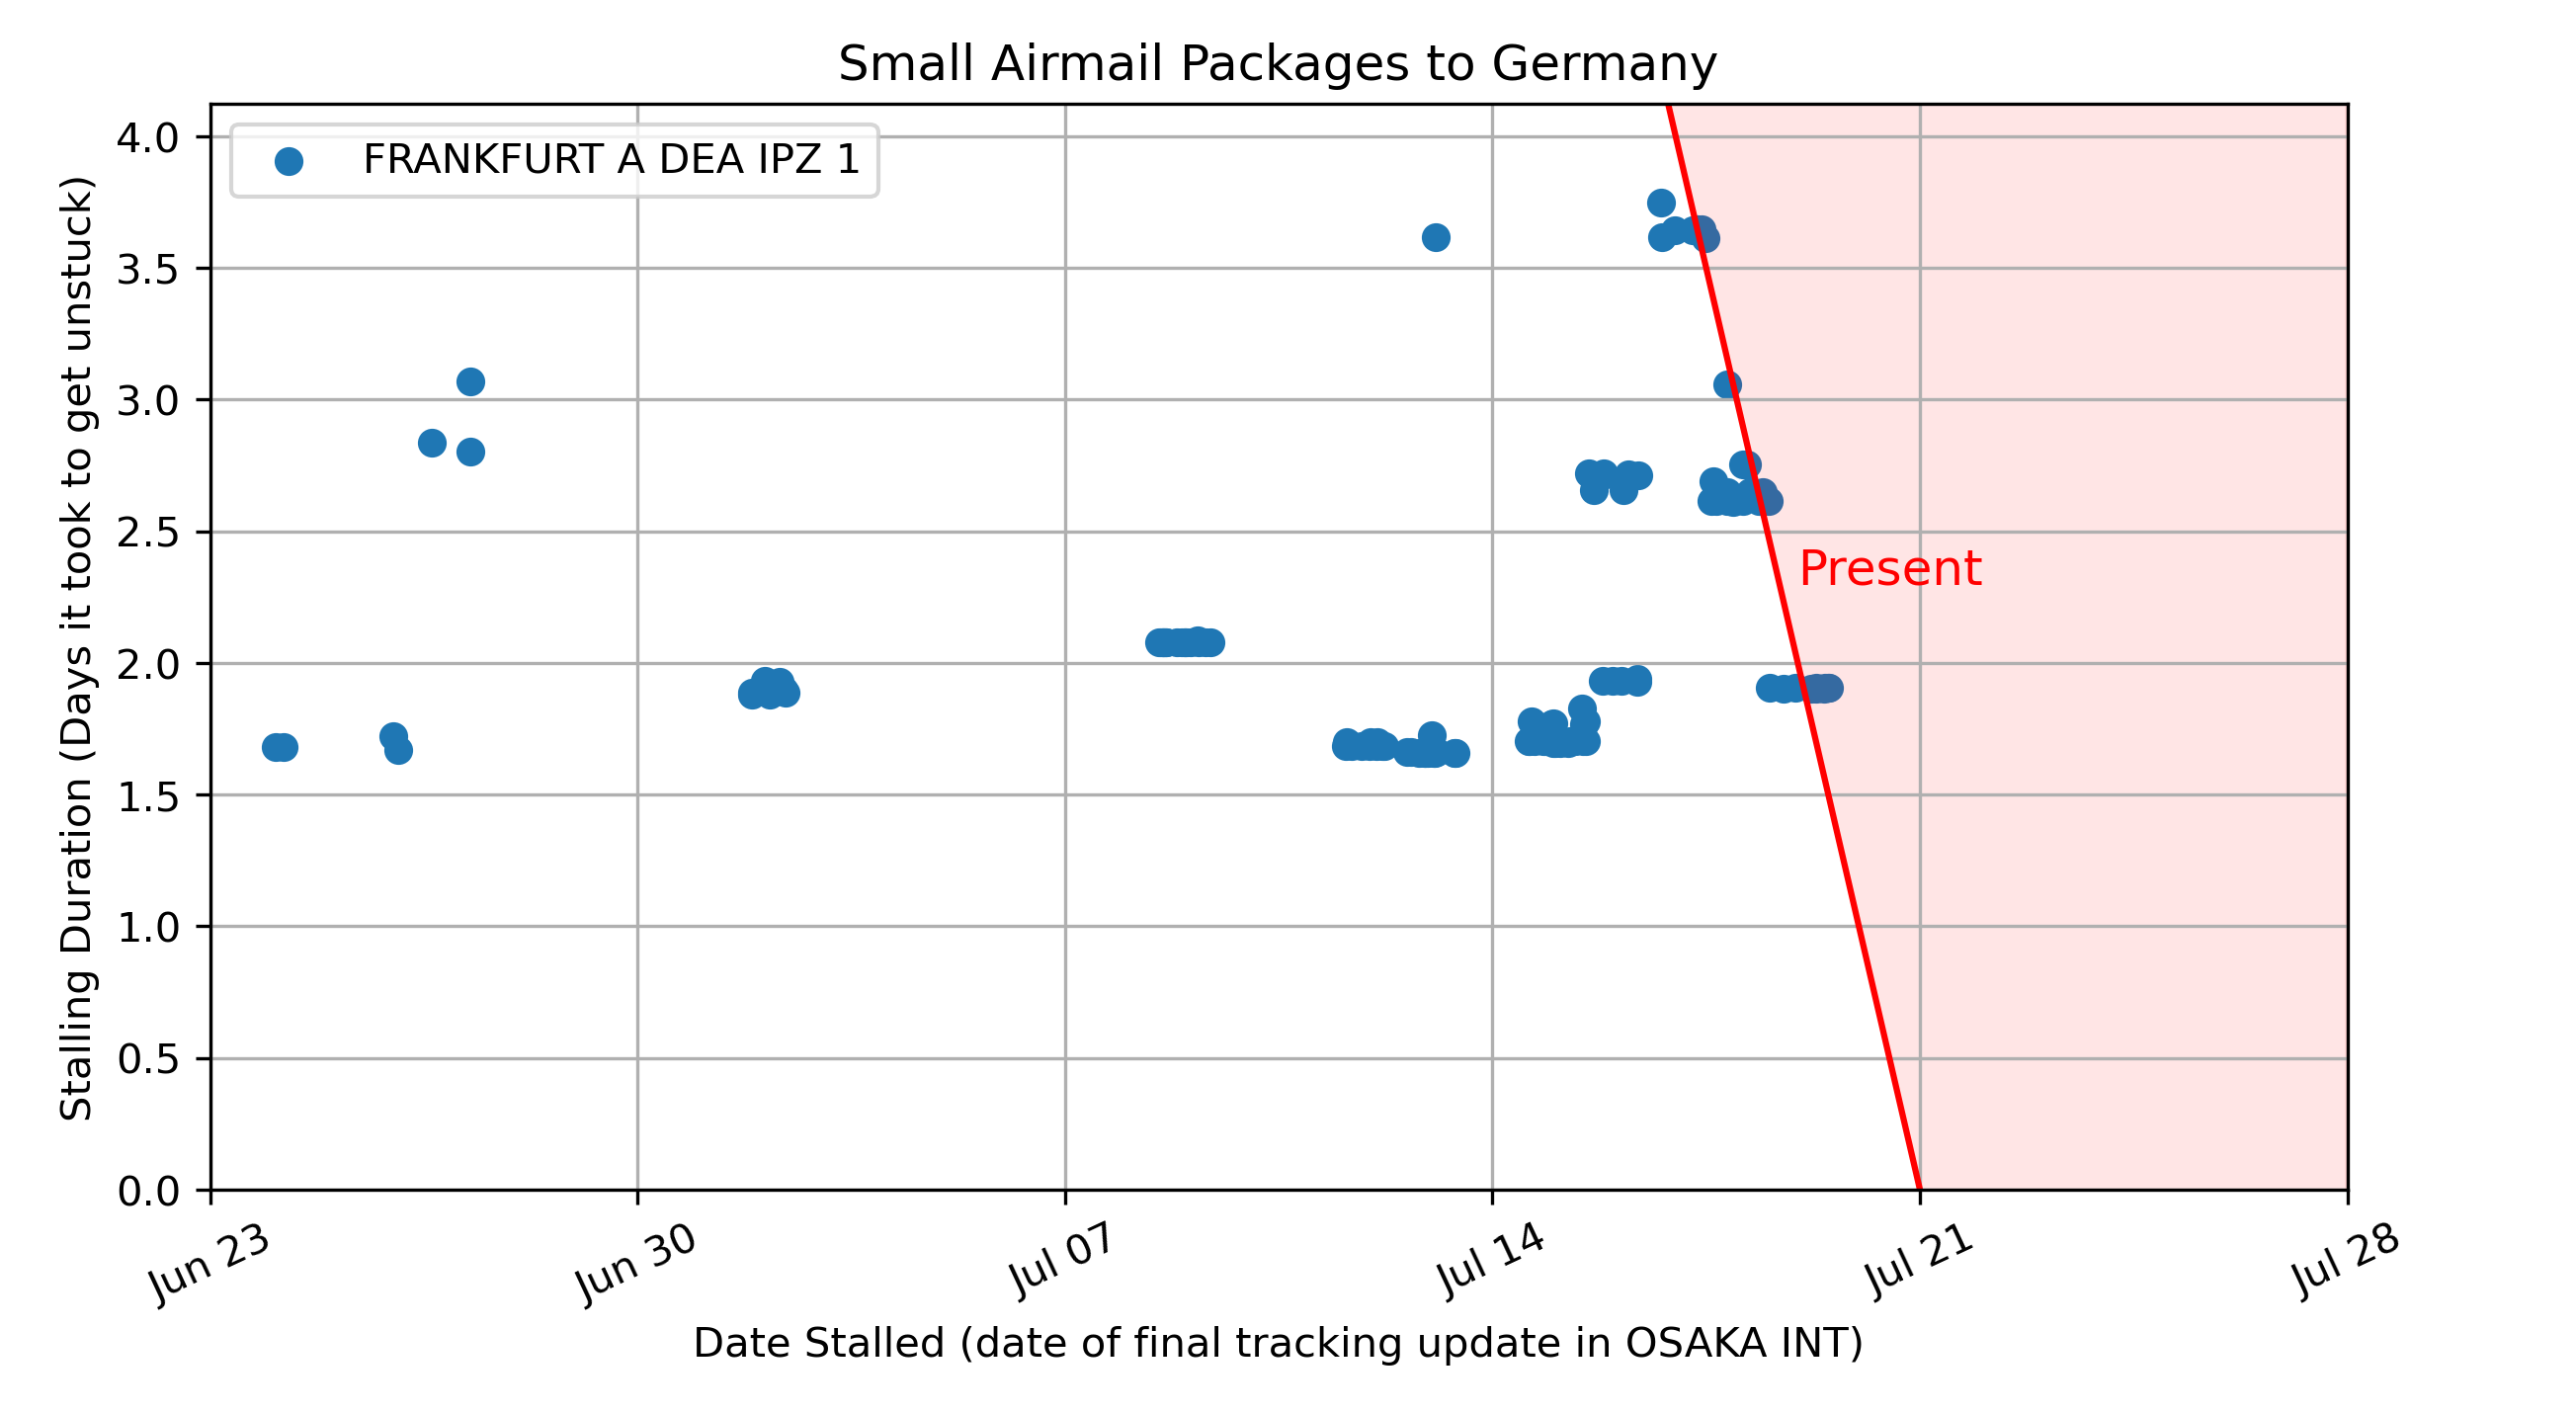 Small Airmail Packages to Germany
FRANKFURT A DEA IPZ 1
Stalling Duration (Days it took to get unstuck)
4.0
3.5
3.0
2.5
2.0
1.5
1.0
0.5
0.0
Present
Jun 23
Jun 30
Jul 07
Jul 14
Jul 21
Jul 28
Date Stalled (date of final tracking update in OSAKA INT)